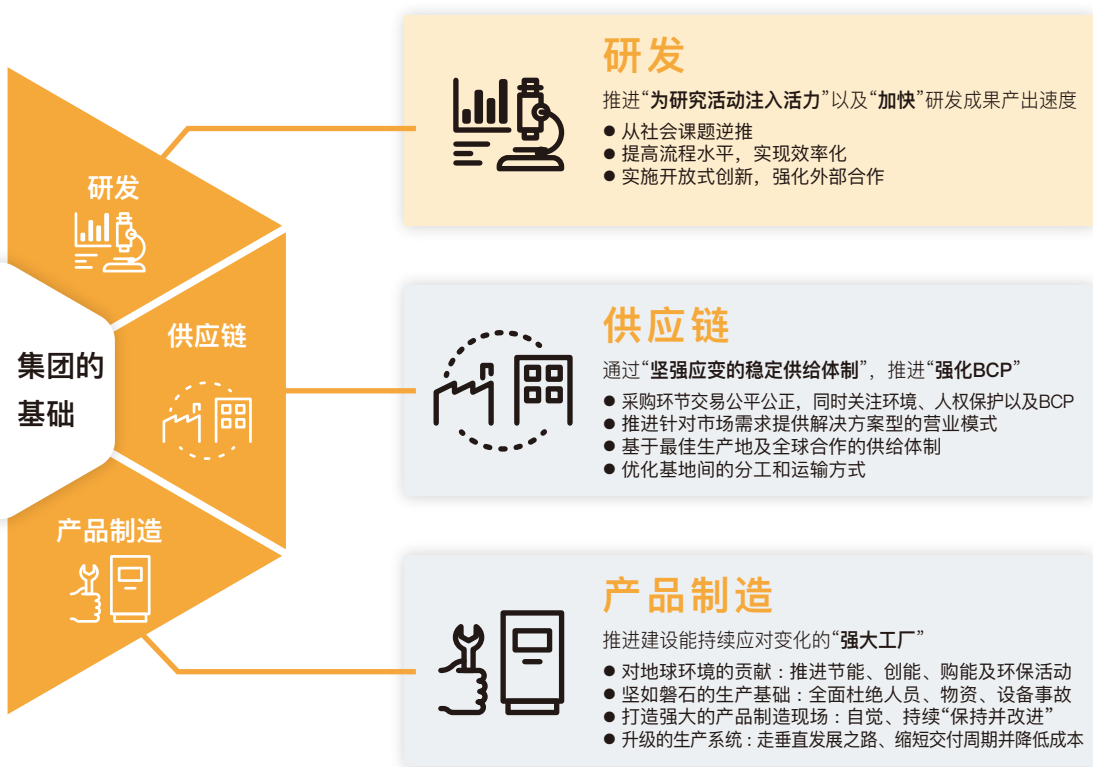 研发
供应链
集团的
基础
产品制造
研发
推进“为研究活动注入活力”以及“加快”研发成果产出速度
● 从社会课题逆推
● 提高流程水平，实现效率化
● 实施开放式创新，强化外部合作
供应链
通过“坚强应变的稳定供给体制”，推进“强化BCP”
● 采购环节交易公平公正，同时关注环境、人权保护以及BCP
● 推进针对市场需求提供解决方案型的营业模式
● 基于最佳生产地及全球合作的供给体制
● 优化基地间的分工和运输方式
产品制造
推进建设能持续应对变化的“强大工厂”
● 对地球环境的贡献：推进节能、创能、购能及环保活动
● 坚如磐石的生产基础：全面杜绝人员、物资、设备事故
● 打造强大的产品制造现场：自觉、持续“保持并改进”
● 升级的生产系统：走垂直发展之路、缩短交付周期并降低成本